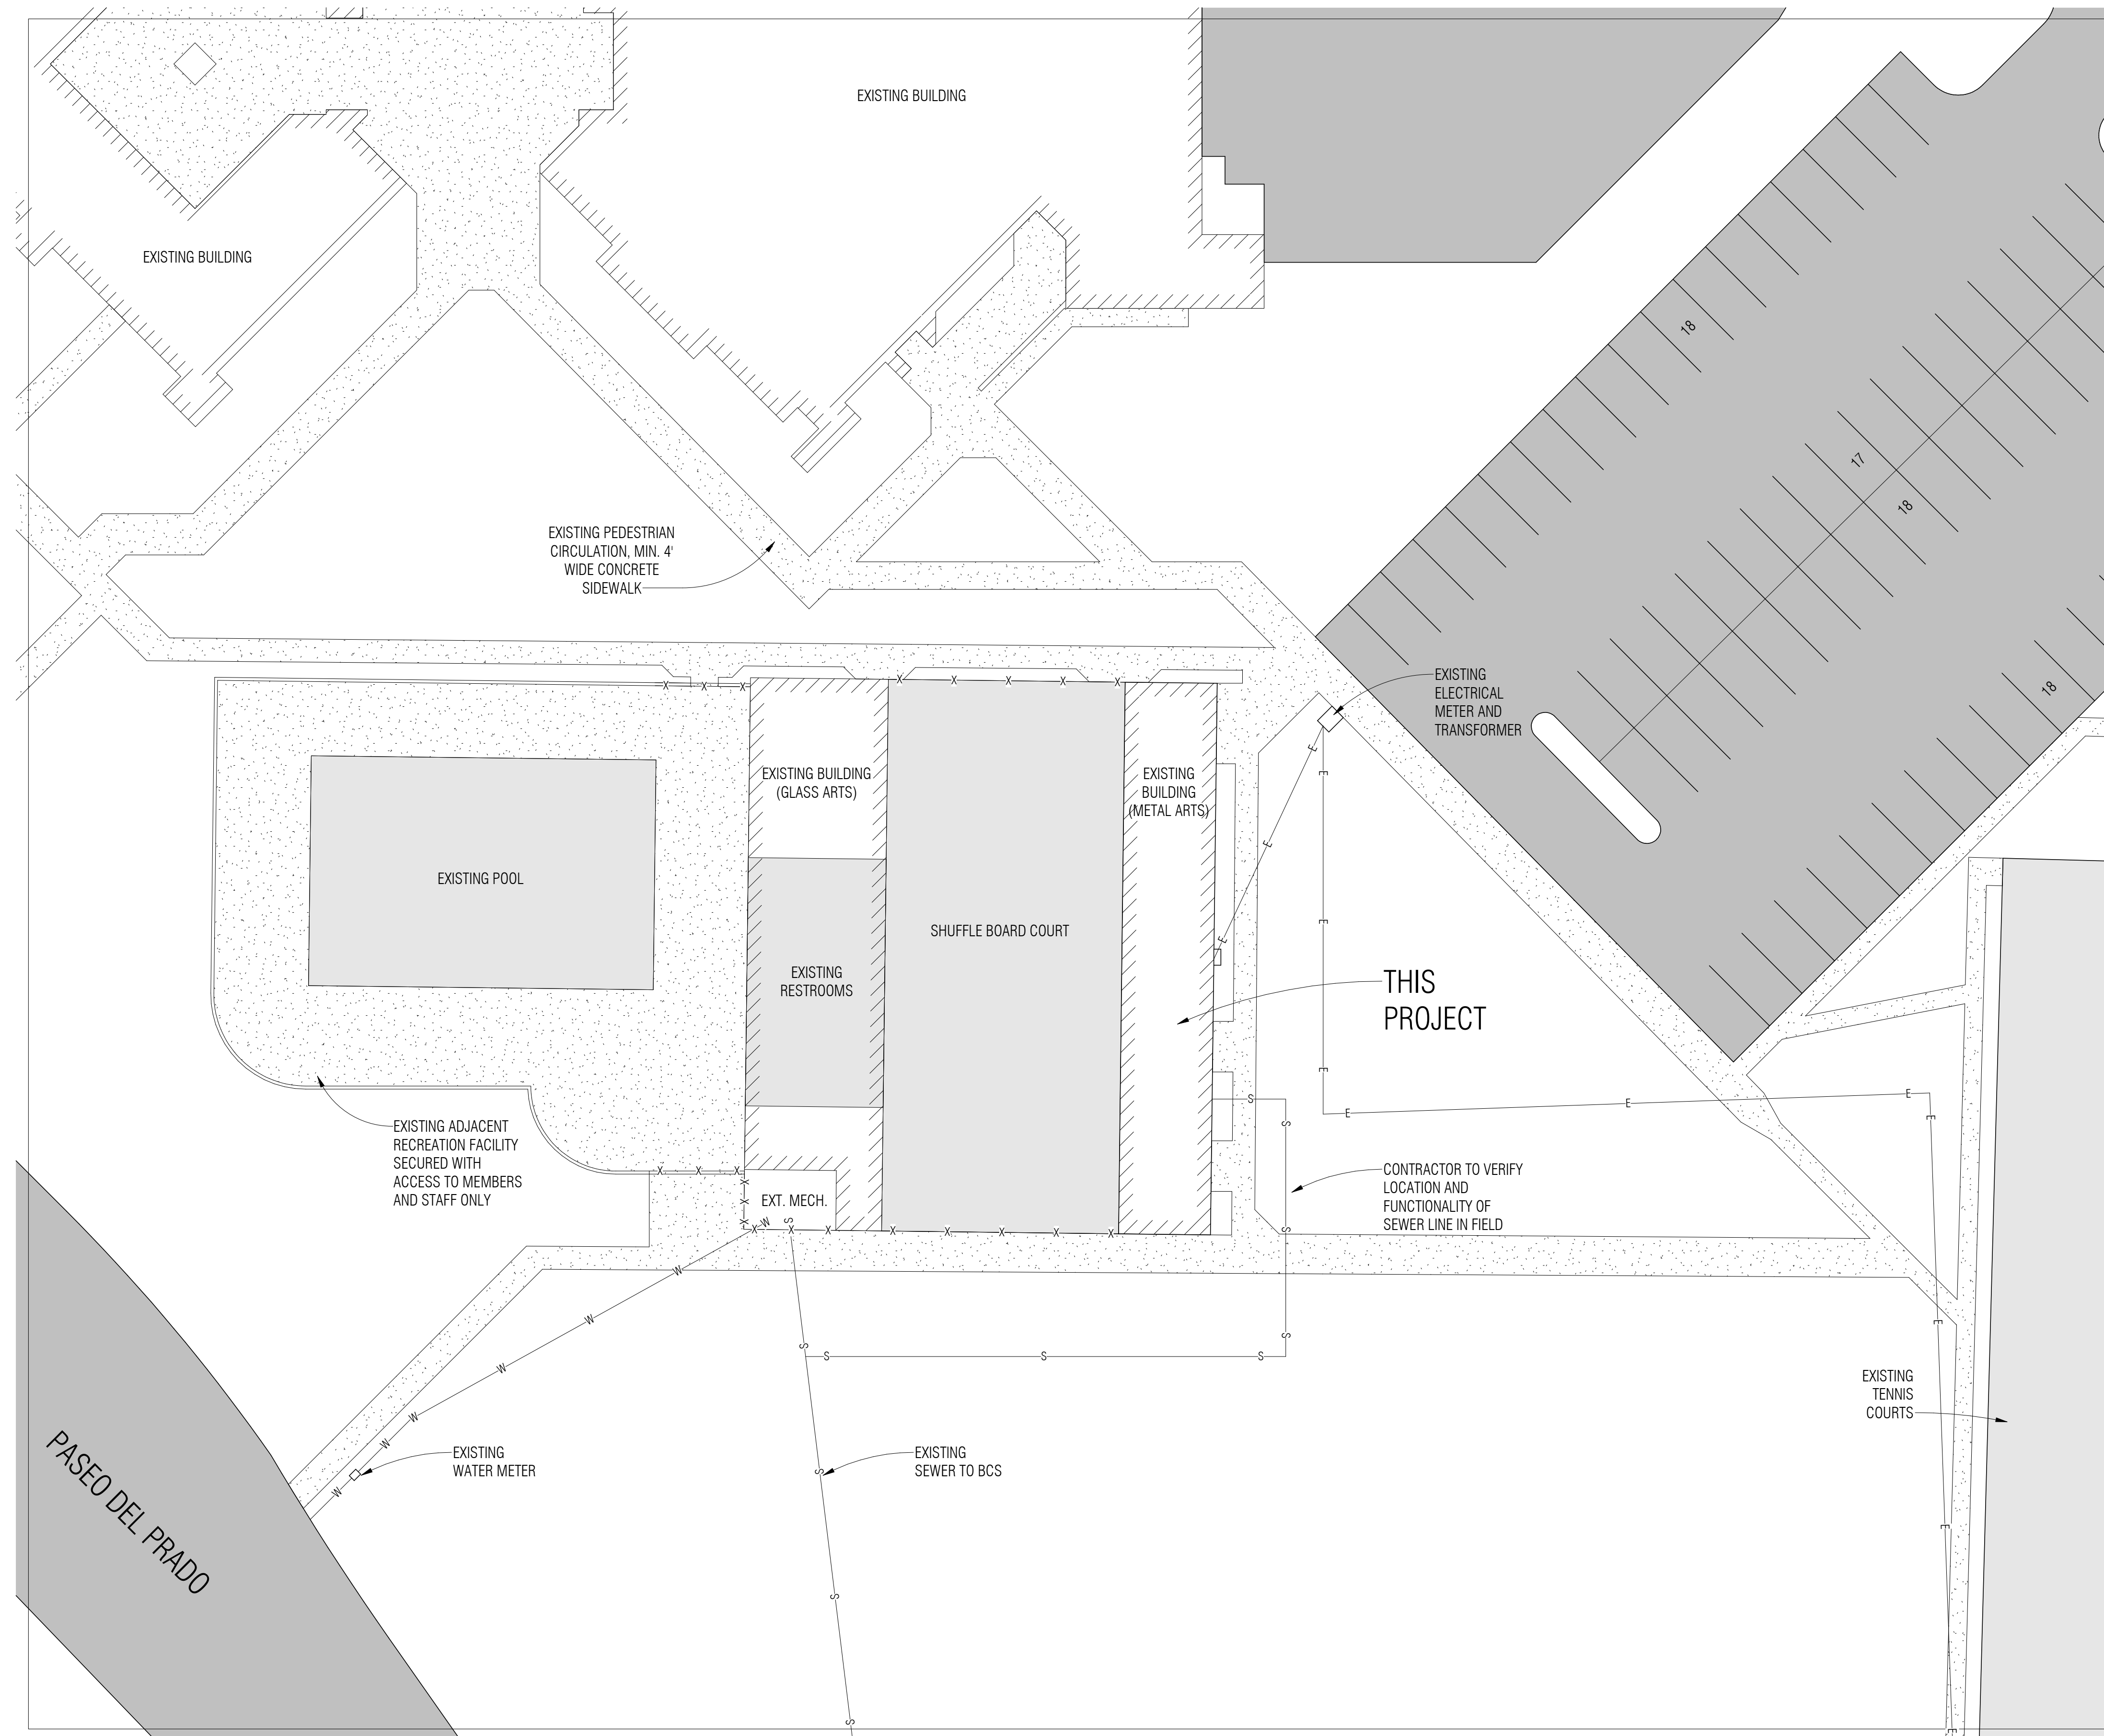 EXISTING BUILDING
EXISTING BUILDING
18
17
18
18
EXISTING PEDESTRIAN
CIRCULATION, MIN. 4'
WIDE CONCRETE
SIDEWALK
EXISTING
ELECTRICAL
METER AND
TRANSFORMER
EXISTING BUILDING
(GLASS ARTS)
EXISTING
BUILDING
(METAL ARTS)
EXISTING POOL
SHUFFLE BOARD COURT
EXISTING
RESTROOMS
THIS
PROJECT
EXISTING ADJACENT
RECREATION FACILITY
SECURED WITH
ACCESS TO MEMBERS
AND STAFF ONLY
EXT. MECH.
CONTRACTOR TO VERIFY
LOCATION AND
FUNCTIONALITY OF
SEWER LINE IN FIELD
EXISTING
TENNIS
COURTS
EXISTING
WATER METER
EXISTING
SEWER TO BCS
PASEO DEL PRADO
X X X
X X X X X
X X X
X X X
X X X
X X X X X
E E E
E E E
E E E
E E E E
S S S S
S S S
S S S S S
W W W W W W